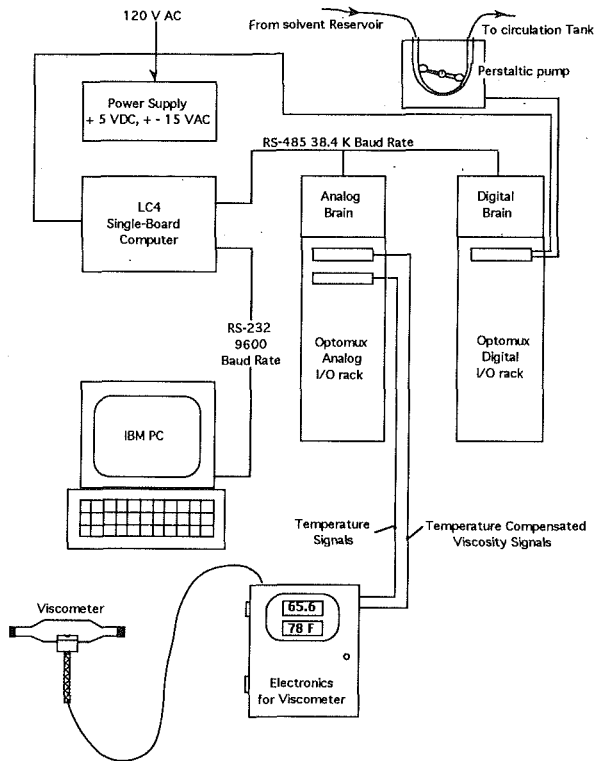 120 V AC
From solvent Reservoir
To circulation Tank
Perstaltic pump
Power Supply
+ 5 VDC, + - 15 VAC
RS-485 38.4 K Baud Rate
LC4
Single-Board
Computer
Analog
Brain
Digital
Brain
RS-232
9600
Baud Rate
Optomux
Analog
I/O rack
Optomux
Digital
I/O rack
IBM PC
Temperature
Signals
Temperature Compensated
Viscosity Signals
Viscometer
65.6
78 F
Electronics
for Viscometer